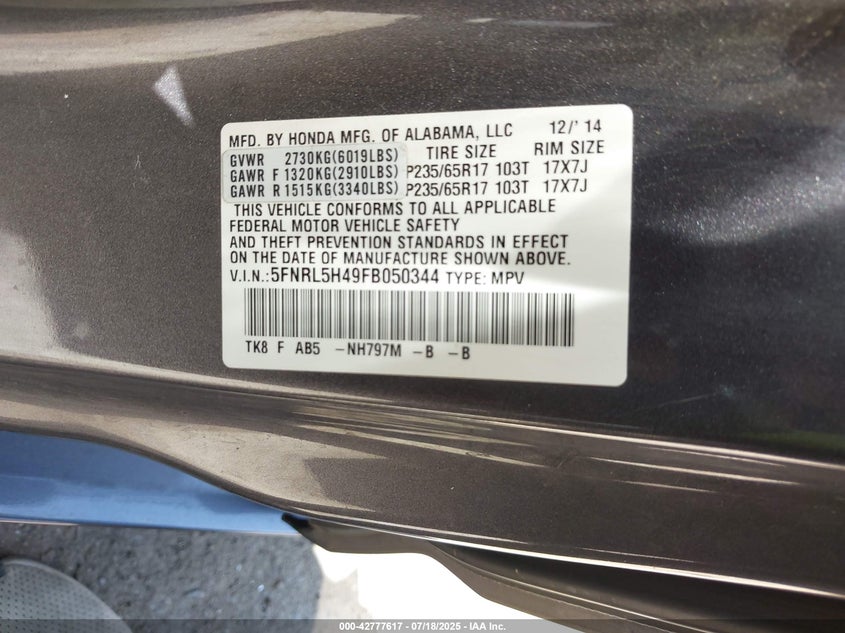 MFD. BY HONDA MFG. OF ALABAMA, LLC 12/' 14
GVWR 2730KG(6019LBS) TIRE SIZE RIM SIZE
GAWR F 1320KG(2910LBS) P235/65R17 103T 17X7J
GAWR R 1515KG(3340LBS) P235/65R17 103T 17X7J
THIS VEHICLE CONFORMS TO ALL APPLICABLE
FEDERAL MOTOR VEHICLE SAFETY
AND THEFT PREVENTION STANDARDS IN EFFECT
ON THE DATE OF MANUFACTURE SHOWN ABOVE.
V.I.N.: 5FNRL5H49FB050344 TYPE: MPV
TK8 F AB5 -NH797M -B -B
000-42777617 - 07/18/2025 - IAA Inc.